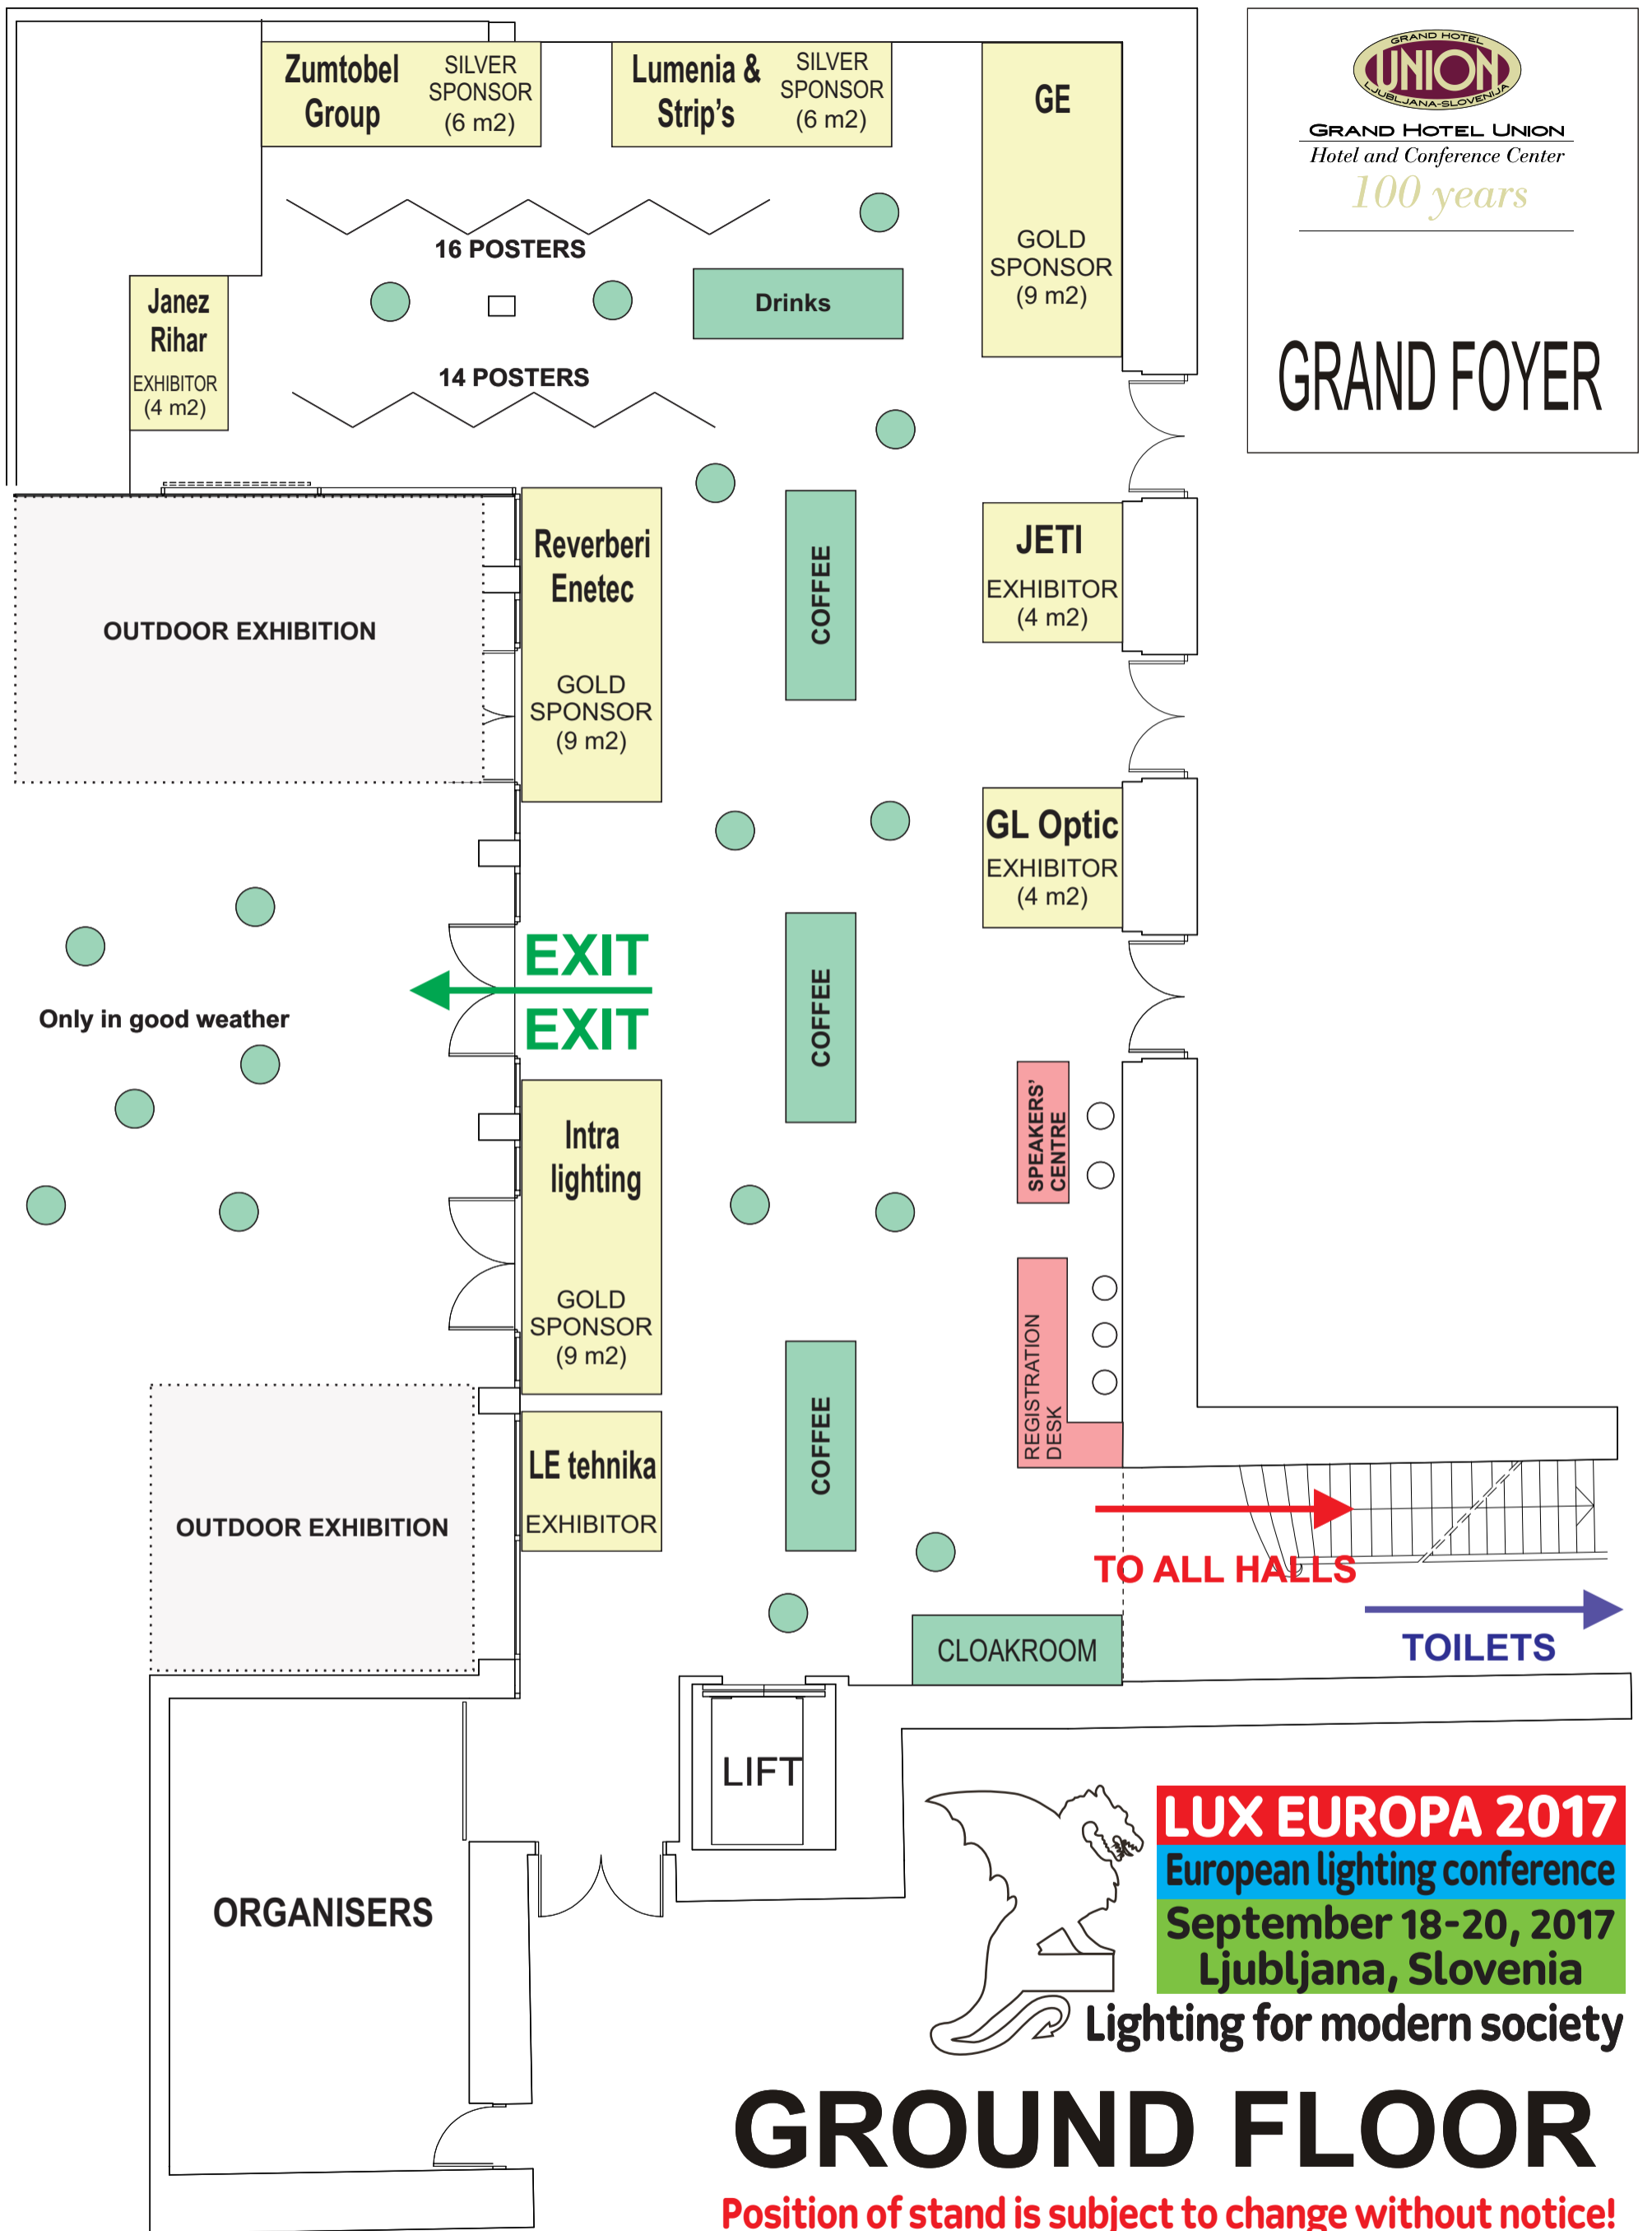 GRAND HOTEL
UNION
LJUBLJANA-SLOVENIJA
GRAND HOTEL UNION
Hotel and Conference Center
100 years
GRAND FOYER
Zumtobel
Group
SILVER
SPONSOR
(6 m2)
Lumenia &
Strip's
SILVER
SPONSOR
(6 m2)
GE
GOLD
SPONSOR
(9 m2)
16 POSTERS
Drinks
Janez
Rihar
EXHIBITOR
(4 m2)
14 POSTERS
OUTDOOR EXHIBITION
Reverberi
Enetec
GOLD
SPONSOR
(9 m2)
COFFEE
JETI
EXHIBITOR
(4 m2)
GL Optic
EXHIBITOR
(4 m2)
EXIT
EXIT
Only in good weather
COFFEE
SPEAKERS'
CENTRE
Intra
lighting
GOLD
SPONSOR
(9 m2)
REGISTRATION
DESK
COFFEE
LE tehnika
EXHIBITOR
OUTDOOR EXHIBITION
TO ALL HALLS
TOILETS
CLOAKROOM
LIFT
ORGANISERS
LUX EUROPA 2017
European lighting conference
September 18-20, 2017
Ljubljana, Slovenia
Lighting for modern society
GROUND FLOOR
Position of stand is subject to change without notice!